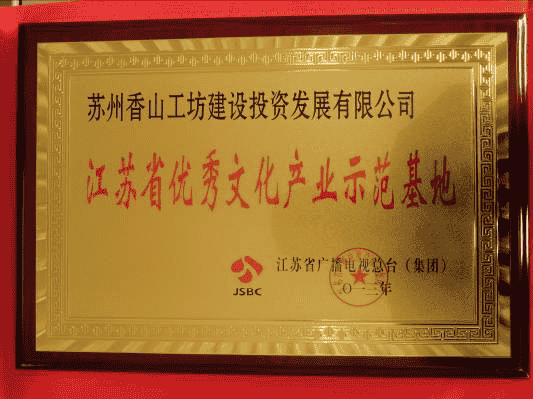 苏州香山工坊建设投资发展有限公司
江苏省优秀文化产业示范基地
JSBC
江苏省广播电视总台（集团）
二〇一三年